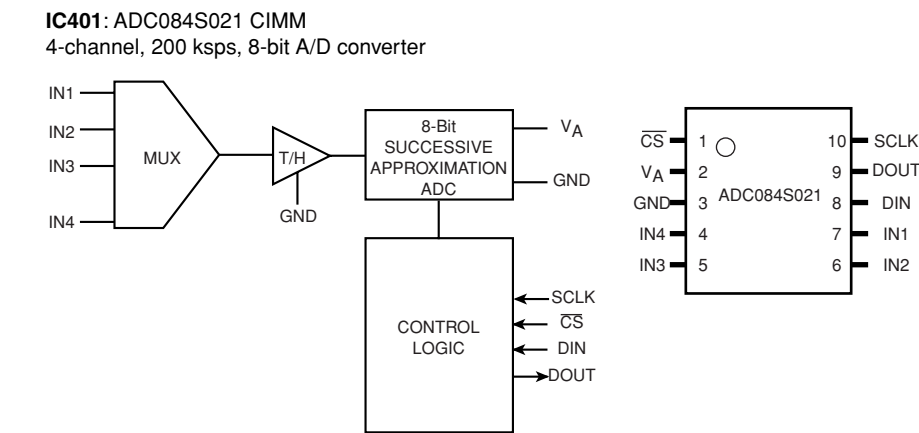 IC401: ADC084S021 CIMM
4-channel, 200 ksps, 8-bit A/D converter
IN1
IN2
IN3
IN4
MUX
T/H
GND
8-Bit
SUCCESSIVE
APPROXIMATION
ADC
VA
GND
CONTROL
LOGIC
SCLK
CS
DIN
DOUT
CS 1
VA 2
GND 3
IN4 4
IN3 5
ADC084S021
10 SCLK
9 DOUT
8 DIN
7 IN1
6 IN2